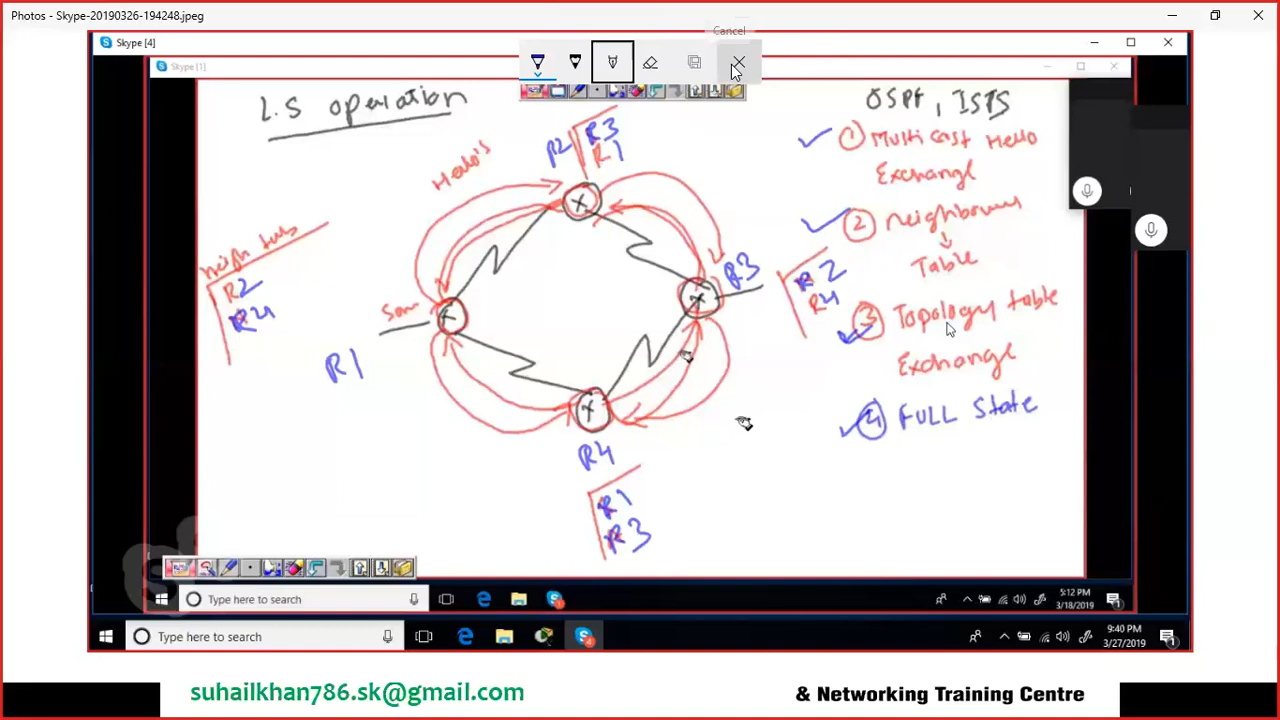 Photos - Skype-20190326-194248.jpeg
Cancel
Skype [4]
Skype [1]
L.S operation
OSPF, ISIS
① Multicast Hello
Exchange
② neighbours
Table
③ Topology table
Exchange
④ FULL State
Hello's
R2
R3
R1
R3
R2
R4
R2
R4
R1
R4
R1
R3
Type here to search
5:12 PM
3/18/2019
Type here to search
9:40 PM
3/27/2019
suhailkhan786.sk@gmail.com
& Networking Training Centre